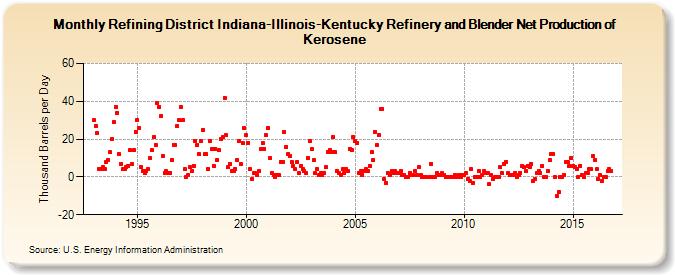 Monthly Refining District Indiana-Illinois-Kentucky Refinery and Blender Net Production of
Kerosene
Thousand Barrels per Day
60
40
20
0
-20
1995
2000
2005
2010
2015
Source: U.S. Energy Information Administration